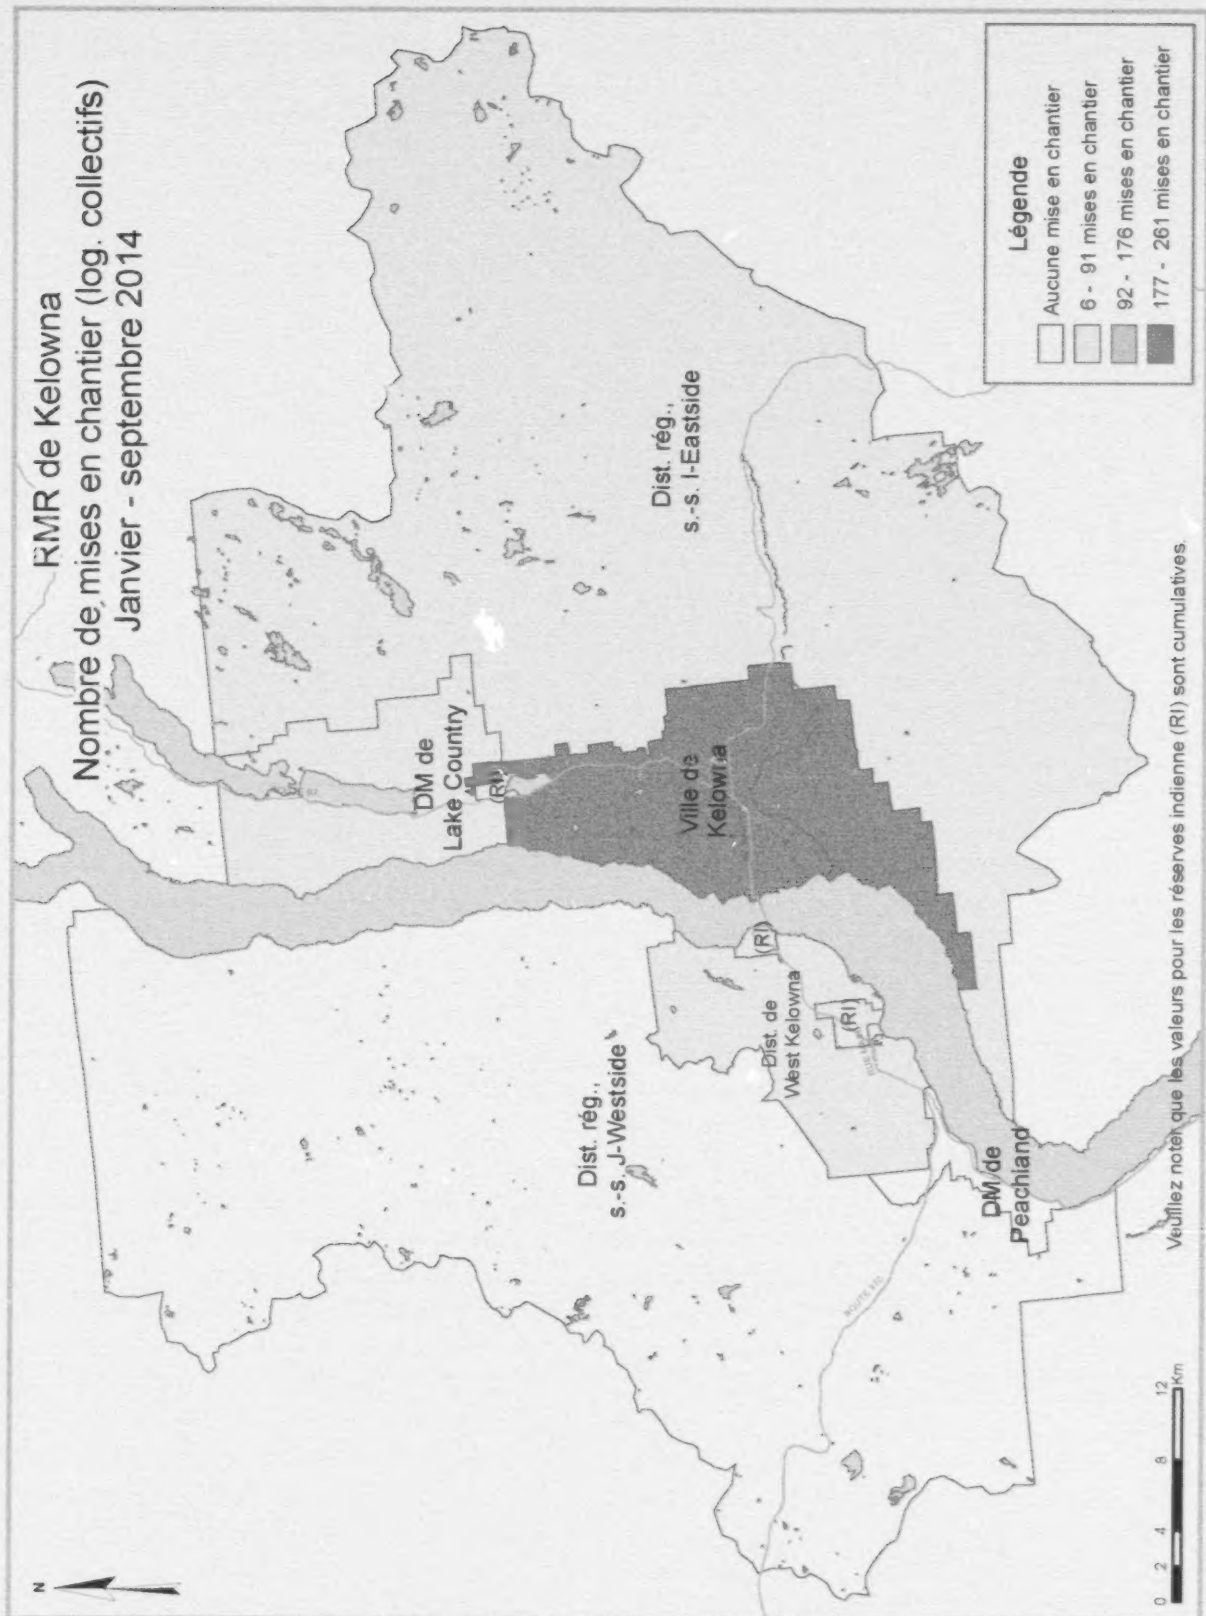 RMR de Kelowna
Nombre de mises en chantier (log. collectifs)
Janvier - septembre 2014
N
DM de
Lake Country
(RI)
Dist. rég.,
s.-s. J-Westside
Dist. rég.,
s.-s. I-Eastside
Ville de
Kelowna
(RI)
Dist. de
West Kelowna
(RI)
ROUTE
DM de
Peachland
Légende
Aucune mise en chantier
6 - 91 mises en chantier
92 - 176 mises en chantier
177 - 261 mises en chantier
0 2 4 8 12
Km
Veuillez noter que les valeurs pour les réserves indienne (RI) sont cumulatives.